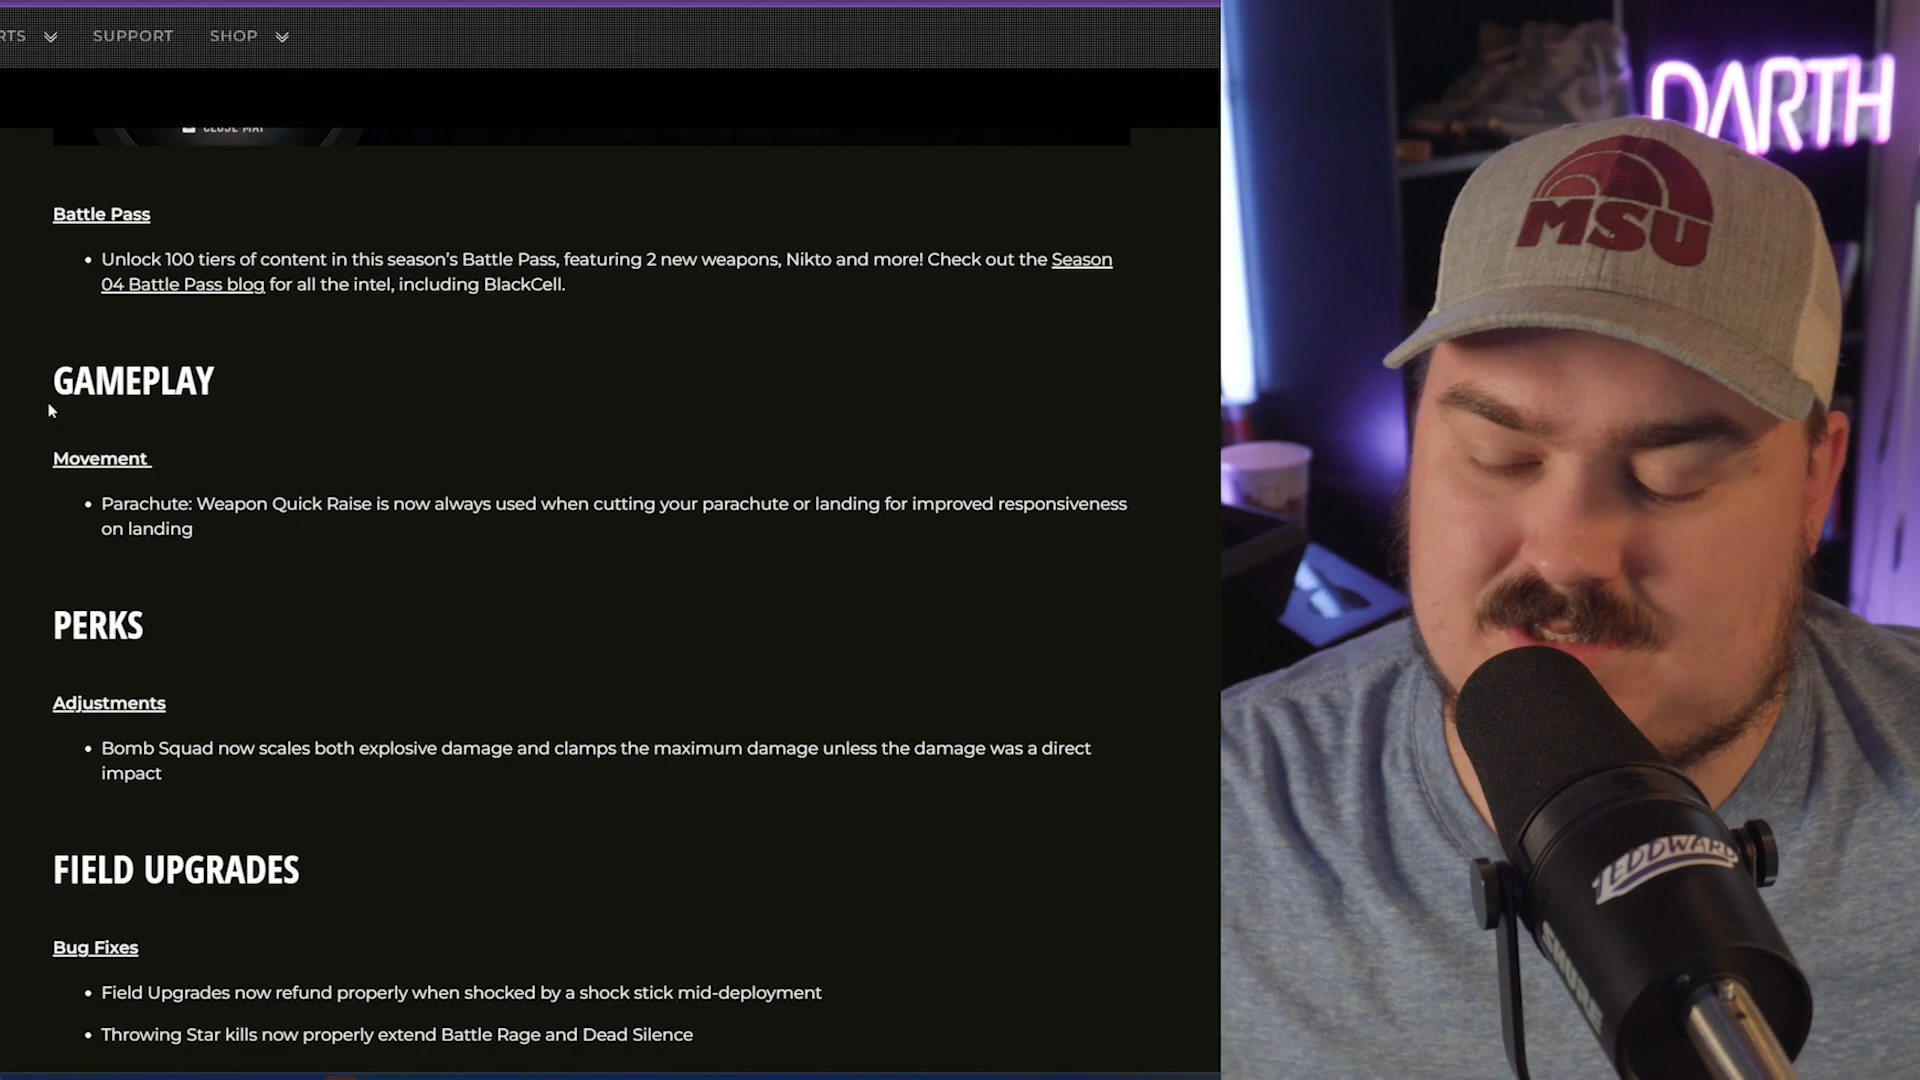 RTS SUPPORT SHOP
CLOSE MAP
Battle Pass
• Unlock 100 tiers of content in this season's Battle Pass, featuring 2 new weapons, Nikto and more! Check out the Season
04 Battle Pass blog for all the intel, including BlackCell.
GAMEPLAY
Movement
• Parachute: Weapon Quick Raise is now always used when cutting your parachute or landing for improved responsiveness
on landing
PERKS
Adjustments
• Bomb Squad now scales both explosive damage and clamps the maximum damage unless the damage was a direct
impact
FIELD UPGRADES
Bug Fixes
• Field Upgrades now refund properly when shocked by a shock stick mid-deployment
• Throwing Star kills now properly extend Battle Rage and Dead Silence
DARTH
MSU
TEDDWARD
SHURE